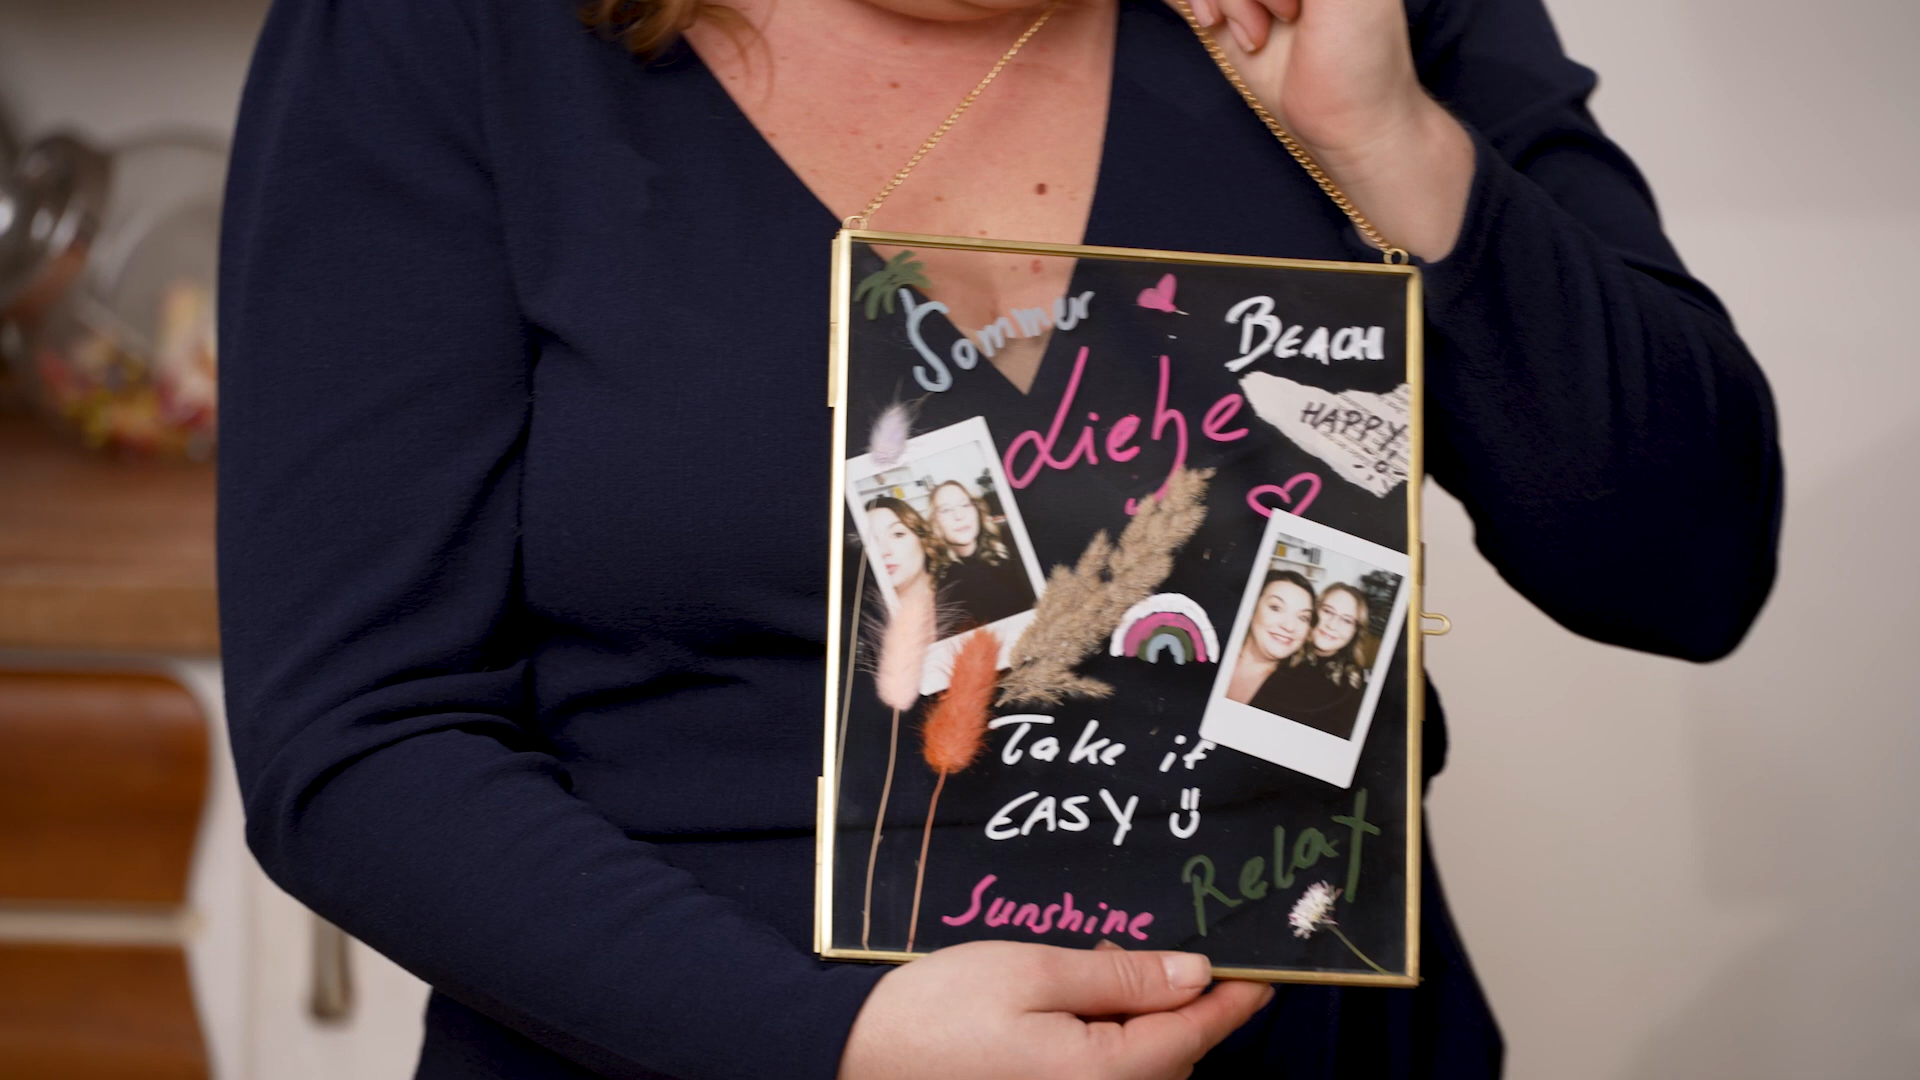 Sommer
BEACH
Liebe
HAPPY
Take it
EASY
Relax
Sunshine